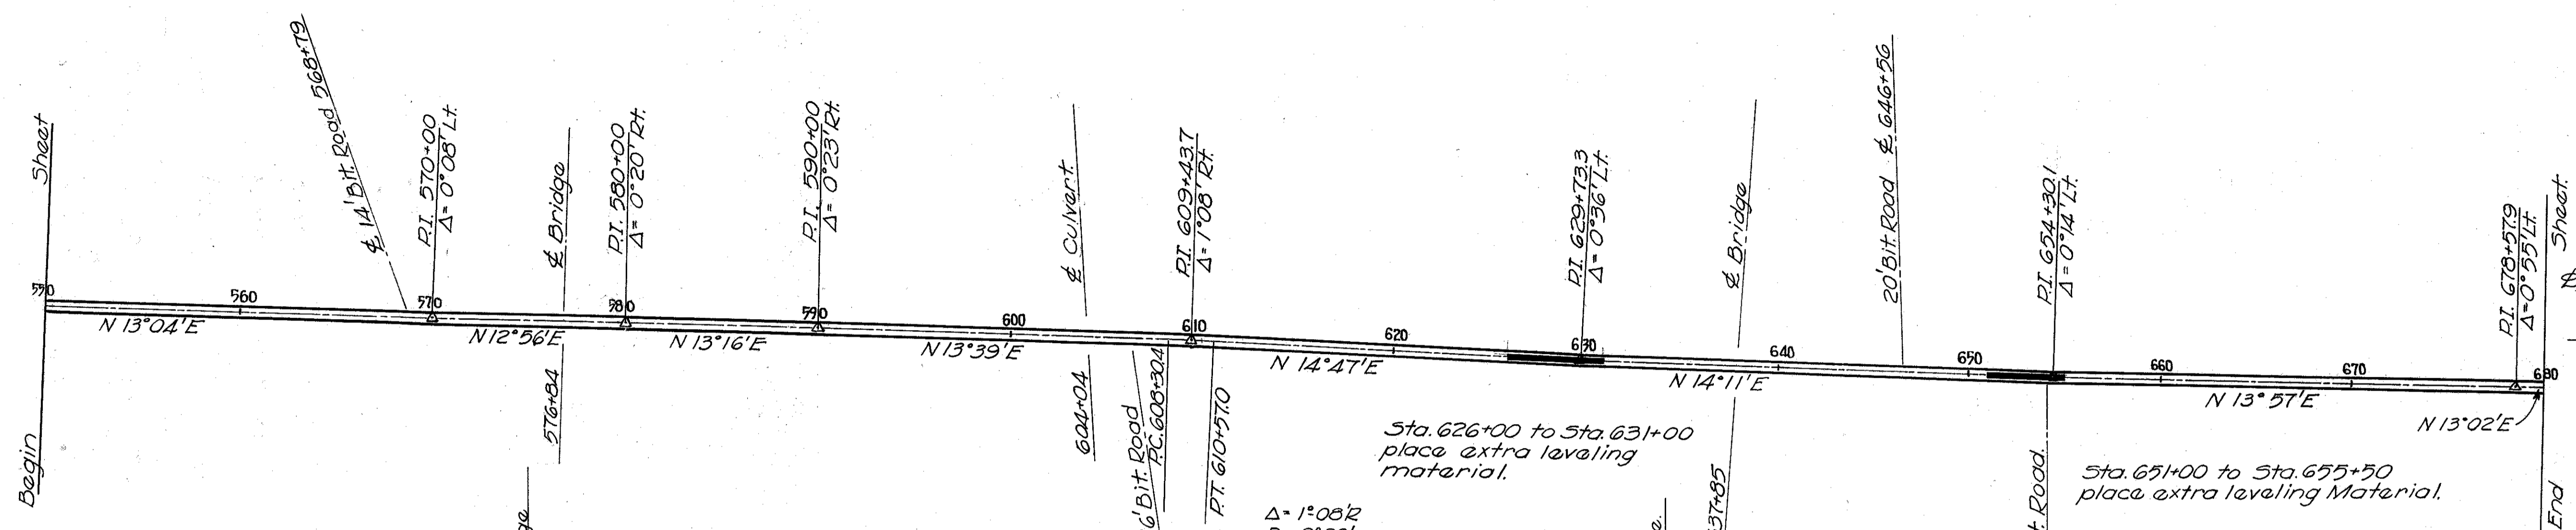 Begin Sheet
550
N 13°04'E
560
℄ 14' Bit. Road 568+79
P.I. 570+00
Δ= 0°08' Lt.
570
N 12°56'E
℄ Bridge
576+84
P.I. 580+00
Δ= 0°20' Rt.
580
N 13°16'E
P.I. 590+00
Δ= 0°23' Rt.
590
N 13°39'E
600
℄ Culvert
604+04
6' Bit. Road
P.C. 608+30.4
P.I. 609+43.7
Δ= 1°08' Rt.
610
P.T. 610+57.0
N 14°47'E
Δ= 1°08'R
620
P.I. 629+73.3
Δ= 0°36' Lt.
630
Sta. 626+00 to Sta. 631+00
place extra leveling
material.
N 14°11'E
℄ Bridge
37+85
640
20' Bit. Road ℄ 646+56
650
P.I. 654+30.1
Δ= 0°14' Lt.
Road.
660
N 13°57'E
Sta. 651+00 to Sta. 655+50
place extra leveling Material.
670
P.I. 678+57.9
Δ= 0°55' Lt.
680
N 13°02'E
End Sheet